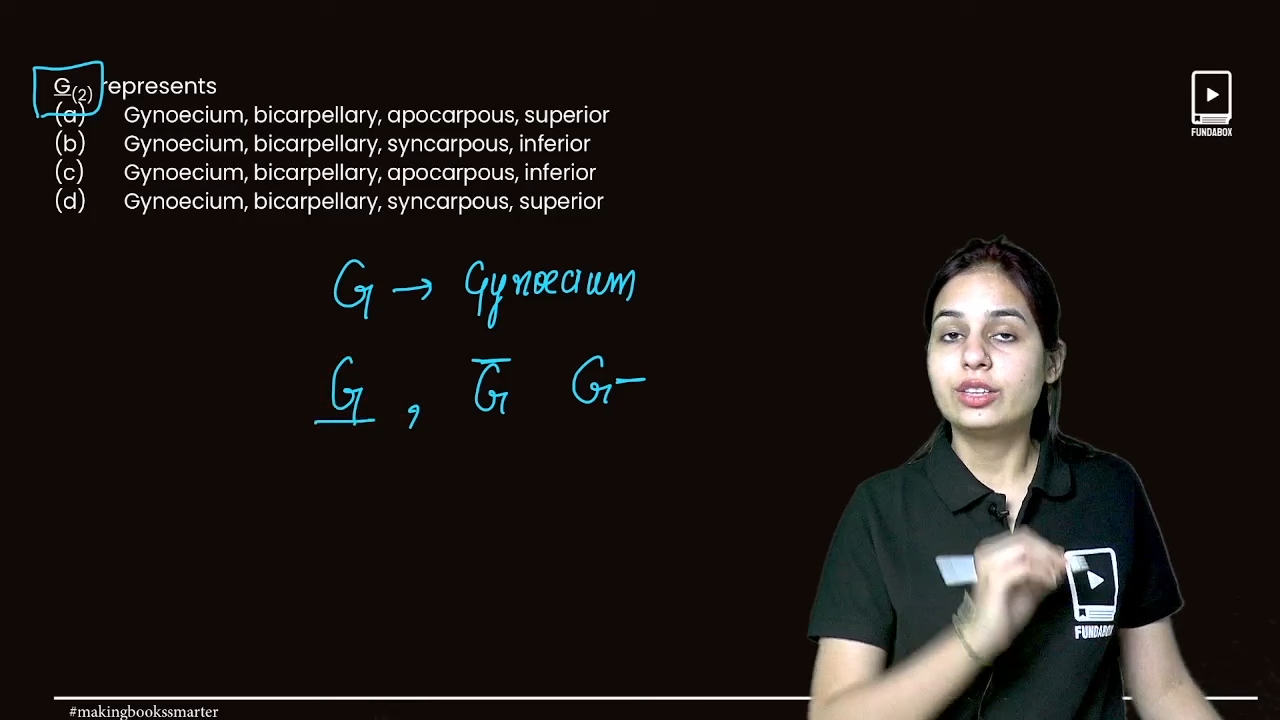 G(2) represents
(a) Gynoecium, bicarpellary, apocarpous, superior
(b) Gynoecium, bicarpellary, syncarpous, inferior
(c) Gynoecium, bicarpellary, apocarpous, inferior
(d) Gynoecium, bicarpellary, syncarpous, superior
FUNDABOX
G → Gynoecium
G̲ , G̅ G–
FUNDABOX
#makingbookssmarter